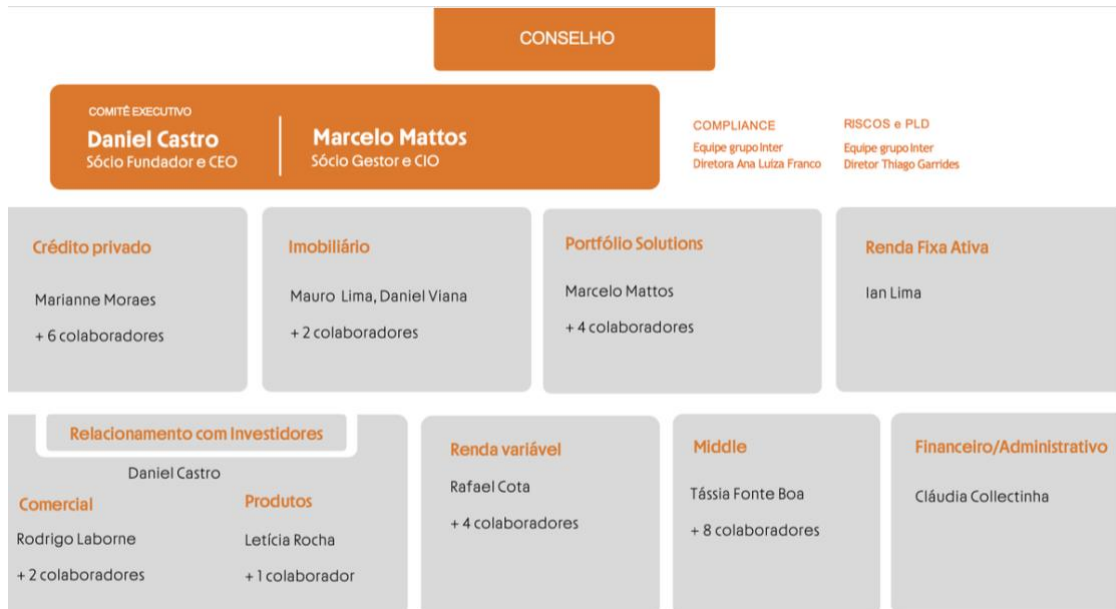 CONSELHO
COMITÊ EXECUTIVO
Daniel Castro
Sócio Fundador e CEO
Marcelo Mattos
Sócio Gestor e CIO
COMPLIANCE
Equipe grupo Inter
Diretora Ana Luiza Franco
RISCOS e PLD
Equipe grupo Inter
Diretor Thiago Garrides
Crédito privado
Marianne Moraes
+ 6 colaboradores
Imobiliário
Mauro Lima, Daniel Viana
+ 2 colaboradores
Portfólio Solutions
Marcelo Mattos
+ 4 colaboradores
Renda Fixa Ativa
Ian Lima
Relacionamento com Investidores
Daniel Castro
Comercial
Rodrigo Laborne
+ 2 colaboradores
Produtos
Letícia Rocha
+ 1 colaborador
Renda variável
Rafael Cota
+ 4 colaboradores
Middle
Tássia Fonte Boa
+ 8 colaboradores
Financeiro/Administrativo
Cláudia Collectinha